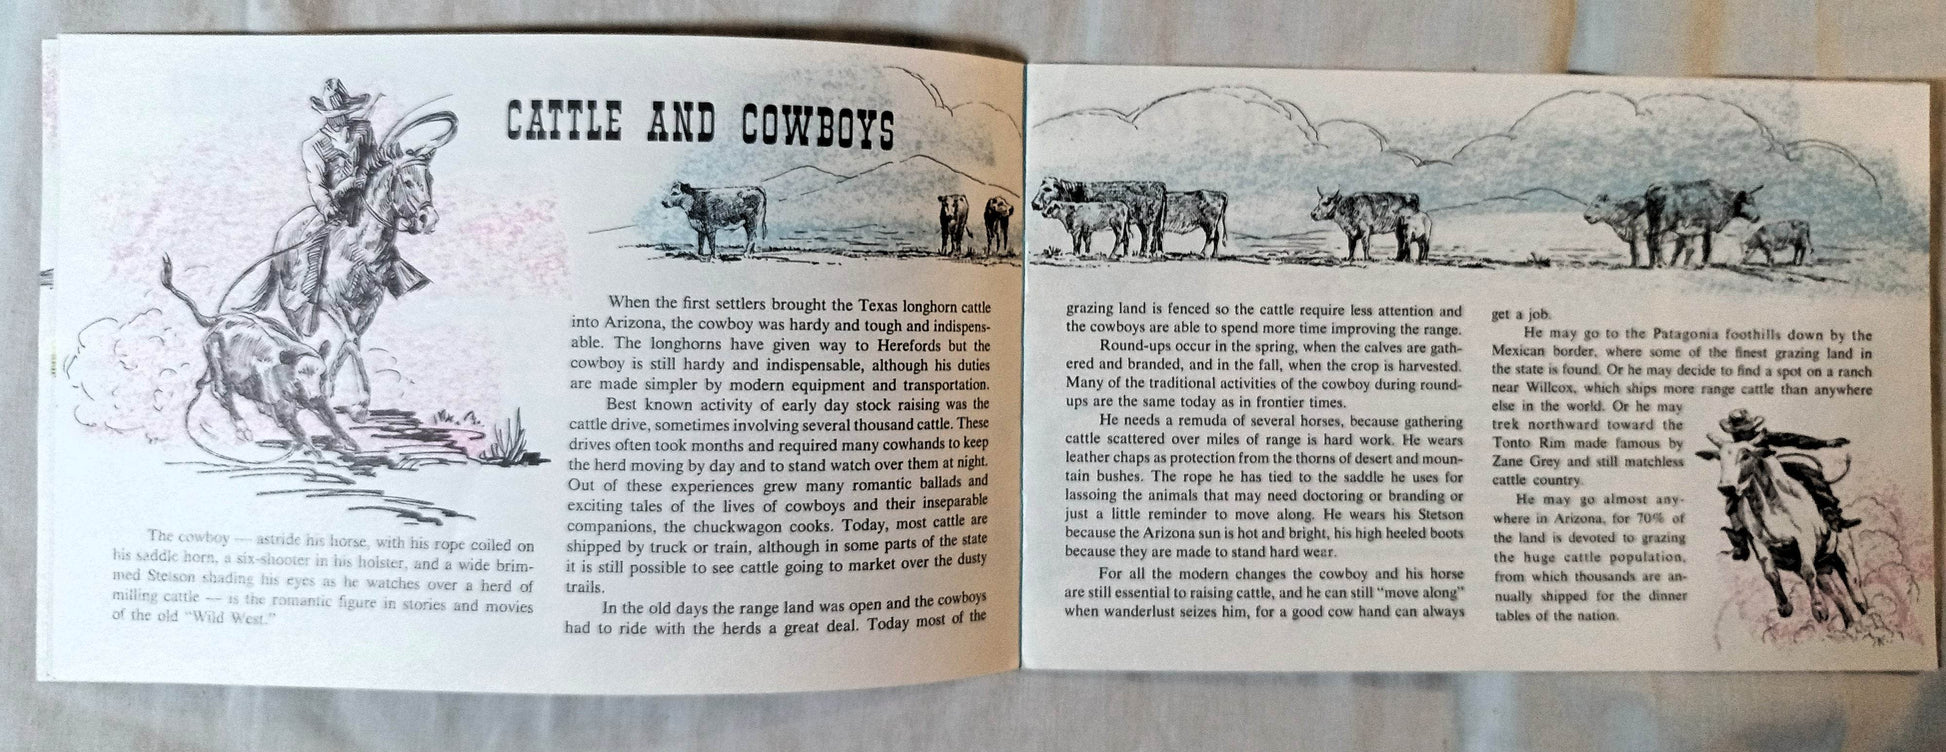 CATTLE AND COWBOYS
The cowboy — astride his horse, with his rope coiled on
his saddle horn, a six-shooter in his holster, and a wide brim-
med Stetson shading his eyes as he watches over a herd of
milling cattle — is the romantic figure in stories and movies
of the old "Wild West."
When the first settlers brought the Texas longhorn cattle
into Arizona, the cowboy was hardy and tough and indispens-
able. The longhorns have given way to Herefords but the
cowboy is still hardy and indispensable, although his duties
are made simpler by modern equipment and transportation.
Best known activity of early day stock raising was the
cattle drive, sometimes involving several thousand cattle. These
drives often took months and required many cowhands to keep
the herd moving by day and to stand watch over them at night.
Out of these experiences grew many romantic ballads and
exciting tales of the lives of cowboys and their inseparable
companions, the chuckwagon cooks. Today, most cattle are
shipped by truck or train, although in some parts of the state
it is still possible to see cattle going to market over the dusty
trails.
In the old days the range land was open and the cowboys
had to ride with the herds a great deal. Today most of the
grazing land is fenced so the cattle require less attention and
the cowboys are able to spend more time improving the range.
Round-ups occur in the spring, when the calves are gath-
ered and branded, and in the fall, when the crop is harvested.
Many of the traditional activities of the cowboy during round-
ups are the same today as in frontier times.
He needs a remuda of several horses, because gathering
cattle scattered over miles of range is hard work. He wears
leather chaps as protection from the thorns of desert and moun-
tain bushes. The rope he has tied to the saddle he uses for
lassoing the animals that may need doctoring or branding or
just a little reminder to move along. He wears his Stetson
because the Arizona sun is hot and bright, his high heeled boots
because they are made to stand hard wear.
For all the modern changes the cowboy and his horse
are still essential to raising cattle, and he can still "move along"
when wanderlust seizes him, for a good cow hand can always
get a job.
He may go to the Patagonia foothills down by the
Mexican border, where some of the finest grazing land in
the state is found. Or he may decide to find a spot on a ranch
near Willcox, which ships more range cattle than anywhere
else in the world. Or he may
trek northward toward the
Tonto Rim made famous by
Zane Grey and still matchless
cattle country.
He may go almost any-
where in Arizona, for 70% of
the land is devoted to grazing
the huge cattle population,
from which thousands are an-
nually shipped for the dinner
tables of the nation.